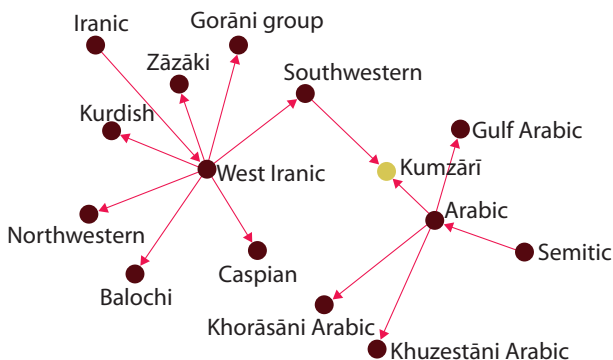 Iranic
Gorāni group
Zāzāki
Southwestern
Kurdish
Gulf Arabic
Kumzārī
West Iranic
Arabic
Northwestern
Semitic
Caspian
Balochi
Khorāsāni Arabic
Khuzestāni Arabic